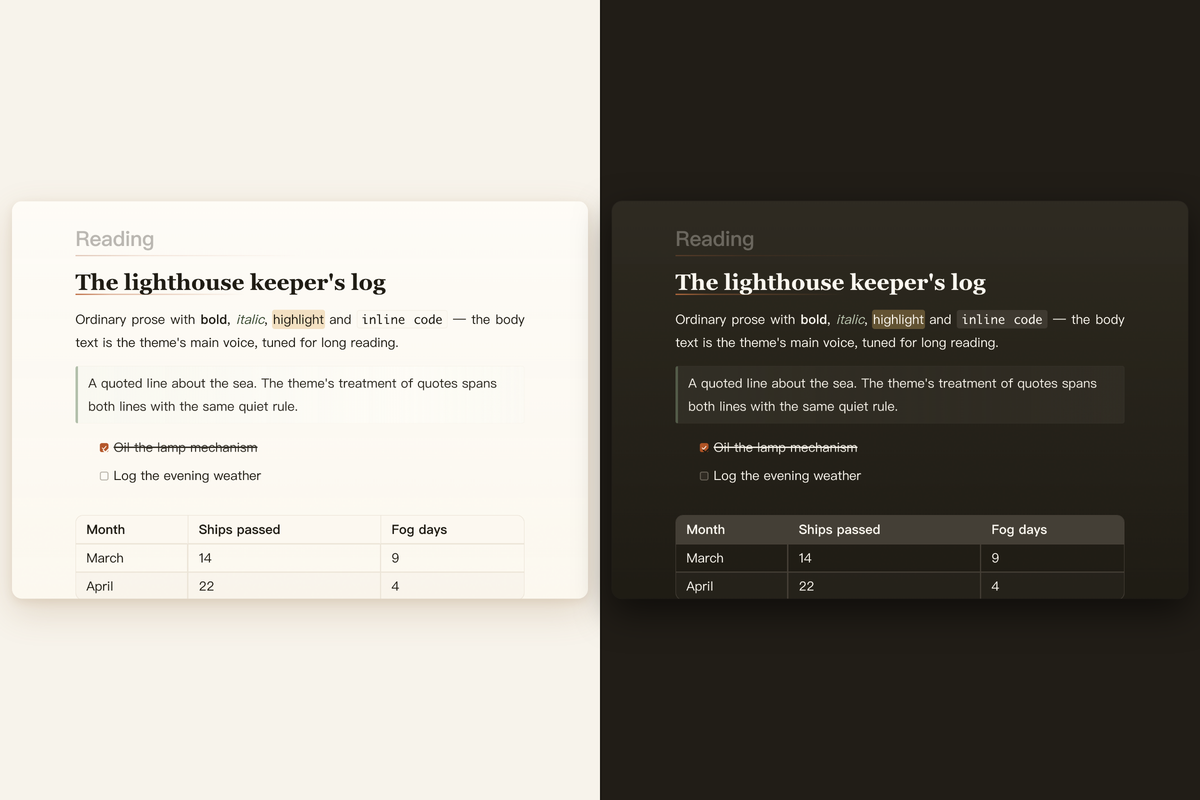 Reading
The lighthouse keeper's log
Ordinary prose with bold, italic, highlight and inline code — the body
text is the theme's main voice, tuned for long reading.
A quoted line about the sea. The theme's treatment of quotes spans
both lines with the same quiet rule.
Oil the lamp mechanism
Log the evening weather
Month Ships passed Fog days
March 14 9
April 22 4
Reading
The lighthouse keeper's log
Ordinary prose with bold, italic, highlight and inline code — the body
text is the theme's main voice, tuned for long reading.
A quoted line about the sea. The theme's treatment of quotes spans
both lines with the same quiet rule.
Oil the lamp mechanism
Log the evening weather
Month Ships passed Fog days
March 14 9
April 22 4